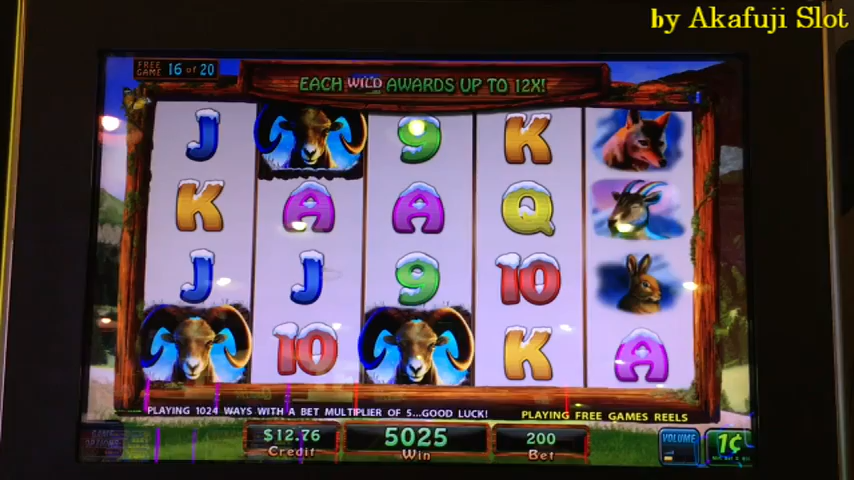 by Akafuji Slot
FREE GAME 16 of 20
EACH WILD AWARDS UP TO 12X!
J 9 K
K A A Q
J J 9 10
10 K A
PLAYING 1024 WAYS WITH A BET MULTIPLIER OF 5...GOOD LUCK!
PLAYING FREE GAMES REELS
$12.76 5025 200 VOLUME 1¢
Credit Win Bet